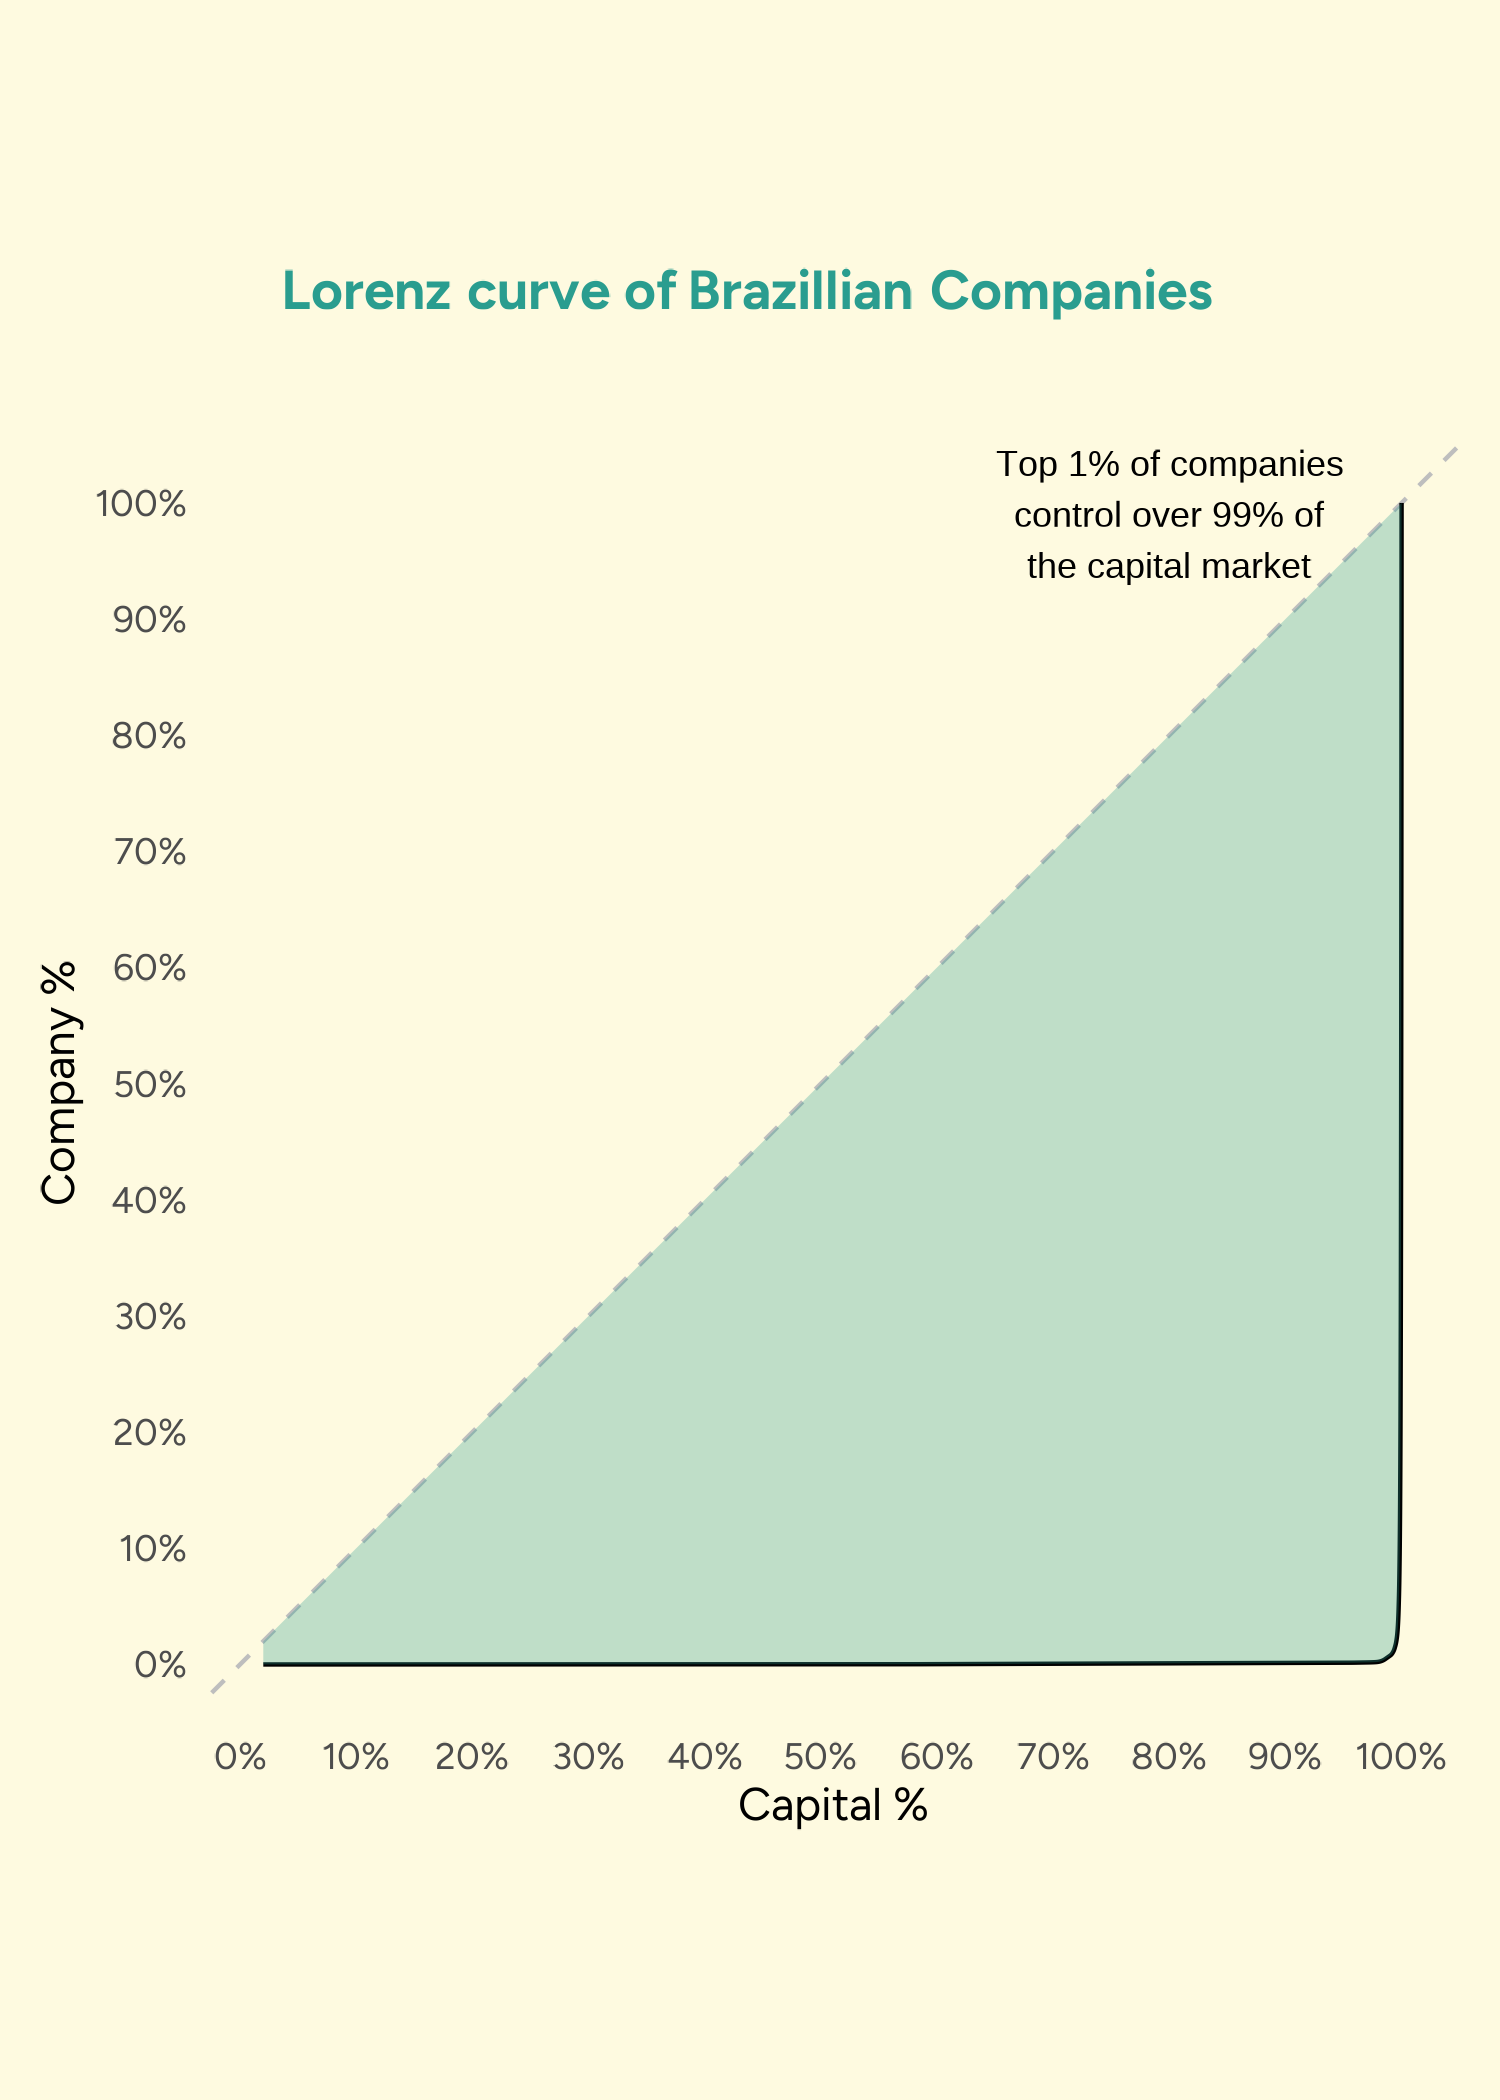 Lorenz curve of Brazillian Companies
Top 1% of companies
control over 99% of
the capital market
100%
90%
80%
70%
60%
50%
40%
30%
20%
10%
0%
Company %
0% 10% 20% 30% 40% 50% 60% 70% 80% 90% 100%
Capital %